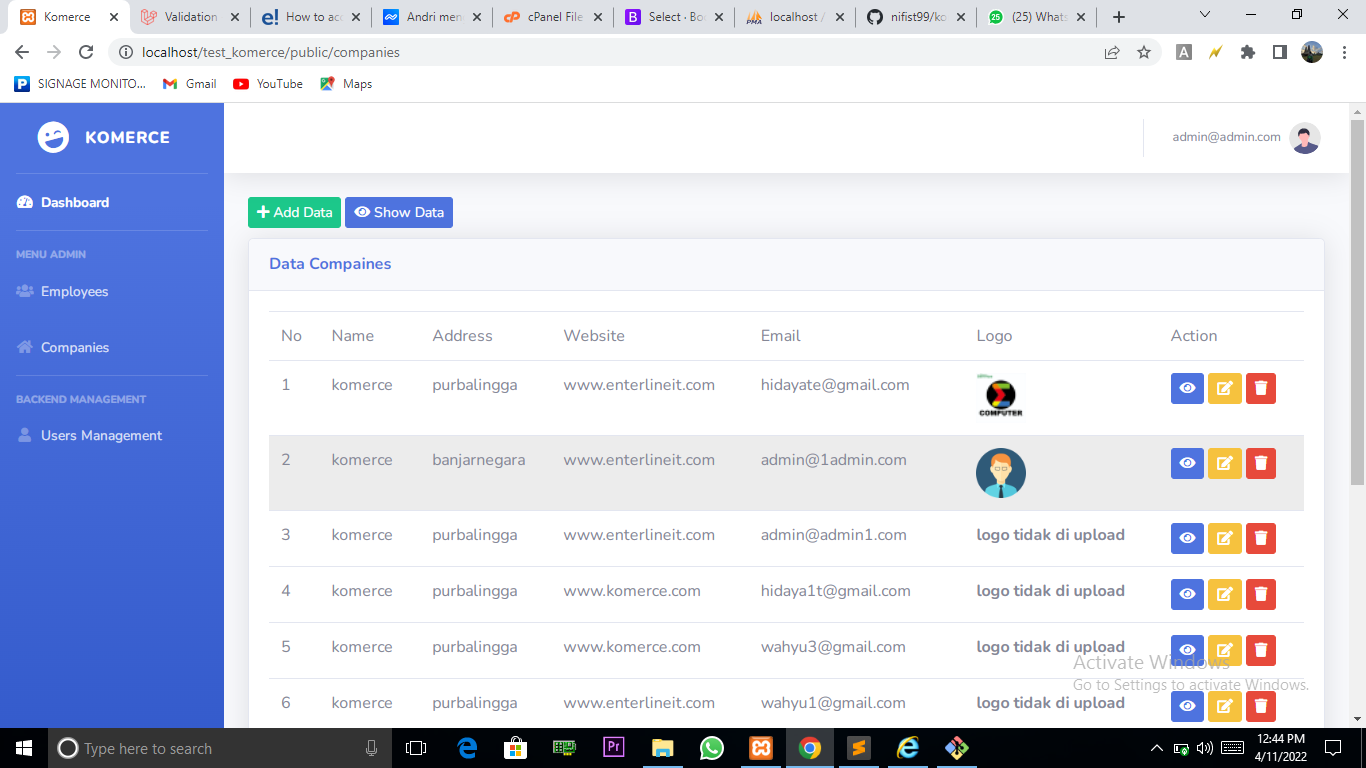 Komerce
Validation
How to acc
Andri men
cPanel File
Select · Bo
localhost /
nifist99/ko
(25) Whats
localhost/test_komerce/public/companies
SIGNAGE MONITO...
Gmail
YouTube
Maps
KOMERCE
admin@admin.com
Dashboard
Add Data
Show Data
MENU ADMIN
Data Compaines
Employees
Companies
BACKEND MANAGEMENT
Users Management
No Name Address Website Email Logo Action
1 komerce purbalingga www.enterlineit.com hidayate@gmail.com
COMPUTER
2 komerce banjarnegara www.enterlineit.com admin@1admin.com
3 komerce purbalingga www.enterlineit.com admin@admin1.com logo tidak di upload
4 komerce purbalingga www.komerce.com hidaya1t@gmail.com logo tidak di upload
5 komerce purbalingga www.komerce.com wahyu3@gmail.com logo tidak di upload
Activate Windows
Go to Settings to activate Windows.
6 komerce purbalingga www.komerce.com wahyu1@gmail.com logo tidak di upload
Type here to search
12:44 PM
4/11/2022